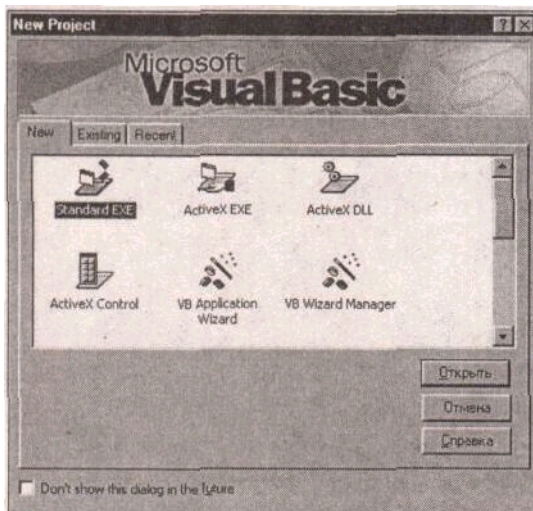 New Project
Microsoft
Visual Basic
New Existing Recent
Standard EXE ActiveX EXE ActiveX DLL
ActiveX Control VB Application Wizard VB Wizard Manager
Открыть
Отмена
Справка
Don't show this dialog in the future